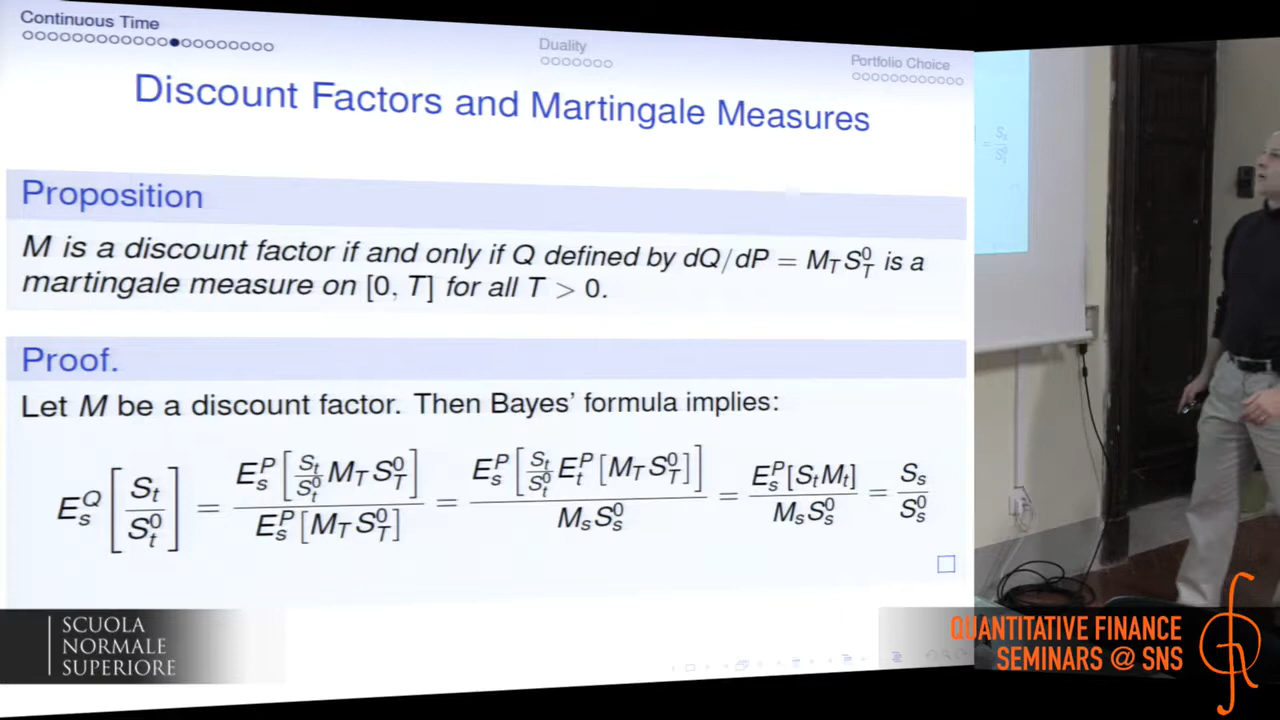 Continuous Time
Duality
Portfolio Choice
Discount Factors and Martingale Measures
Proposition
M is a discount factor if and only if Q defined by dQ/dP = M_T S^0_T is a
martingale measure on [0, T] for all T > 0.
Proof.
Let M be a discount factor. Then Bayes' formula implies:
E^Q_s [S_t / S^0_t] = E^P_s [S_t / S^0_t M_T S^0_T] / E^P_s [M_T S^0_T] = E^P_s [S_t / S^0_t E^P_t [M_T S^0_T]] / M_s S^0_s = E^P_s [S_t M_t] / M_s S^0_s = S_s / S^0_s
□
= S_s / S^0_s
SCUOLA
NORMALE
SUPERIORE
QUANTITATIVE FINANCE
SEMINARS @ SNS